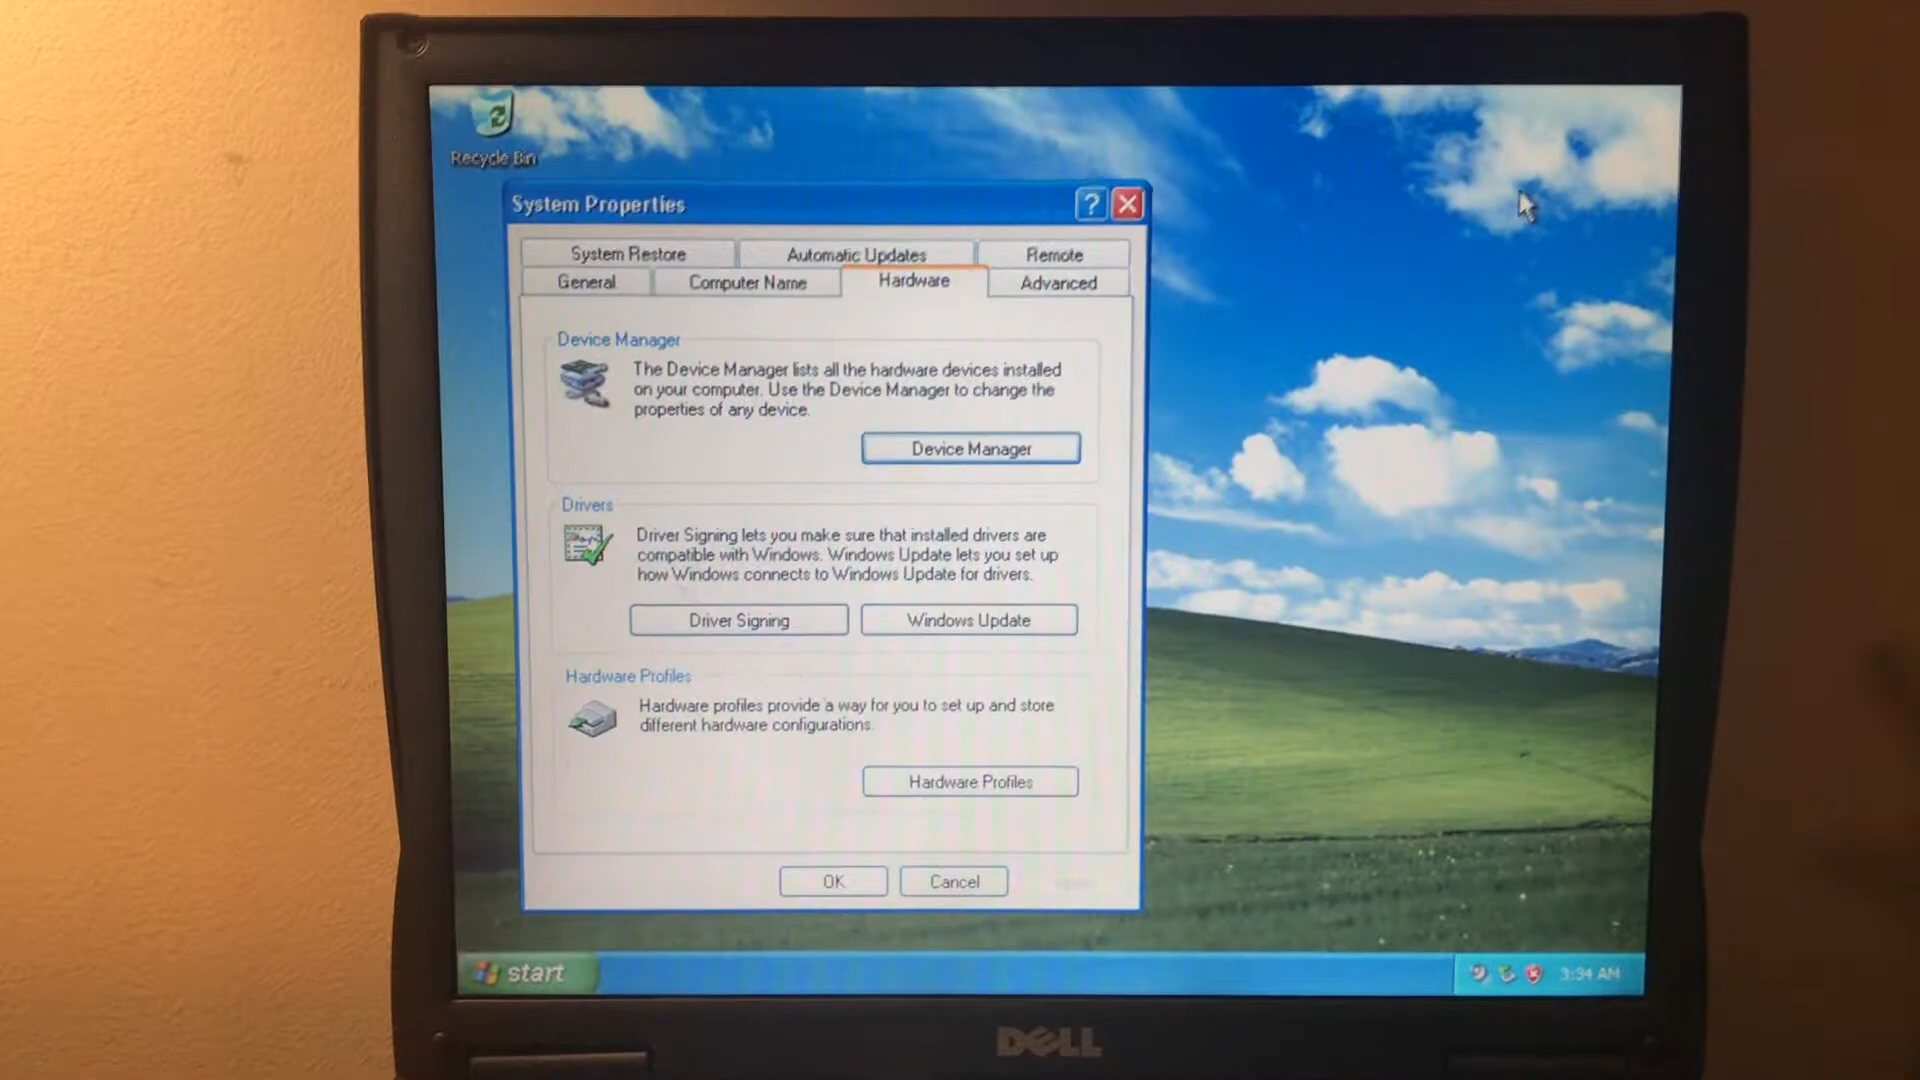 Recycle Bin
System Properties
System Restore
Automatic Updates
Remote
General
Computer Name
Hardware
Advanced
Device Manager
The Device Manager lists all the hardware devices installed
on your computer. Use the Device Manager to change the
properties of any device.
Device Manager
Drivers
Driver Signing lets you make sure that installed drivers are
compatible with Windows. Windows Update lets you set up
how Windows connects to Windows Update for drivers.
Driver Signing
Windows Update
Hardware Profiles
Hardware profiles provide a way for you to set up and store
different hardware configurations.
Hardware Profiles
OK
Cancel
start
3:34 AM
DELL